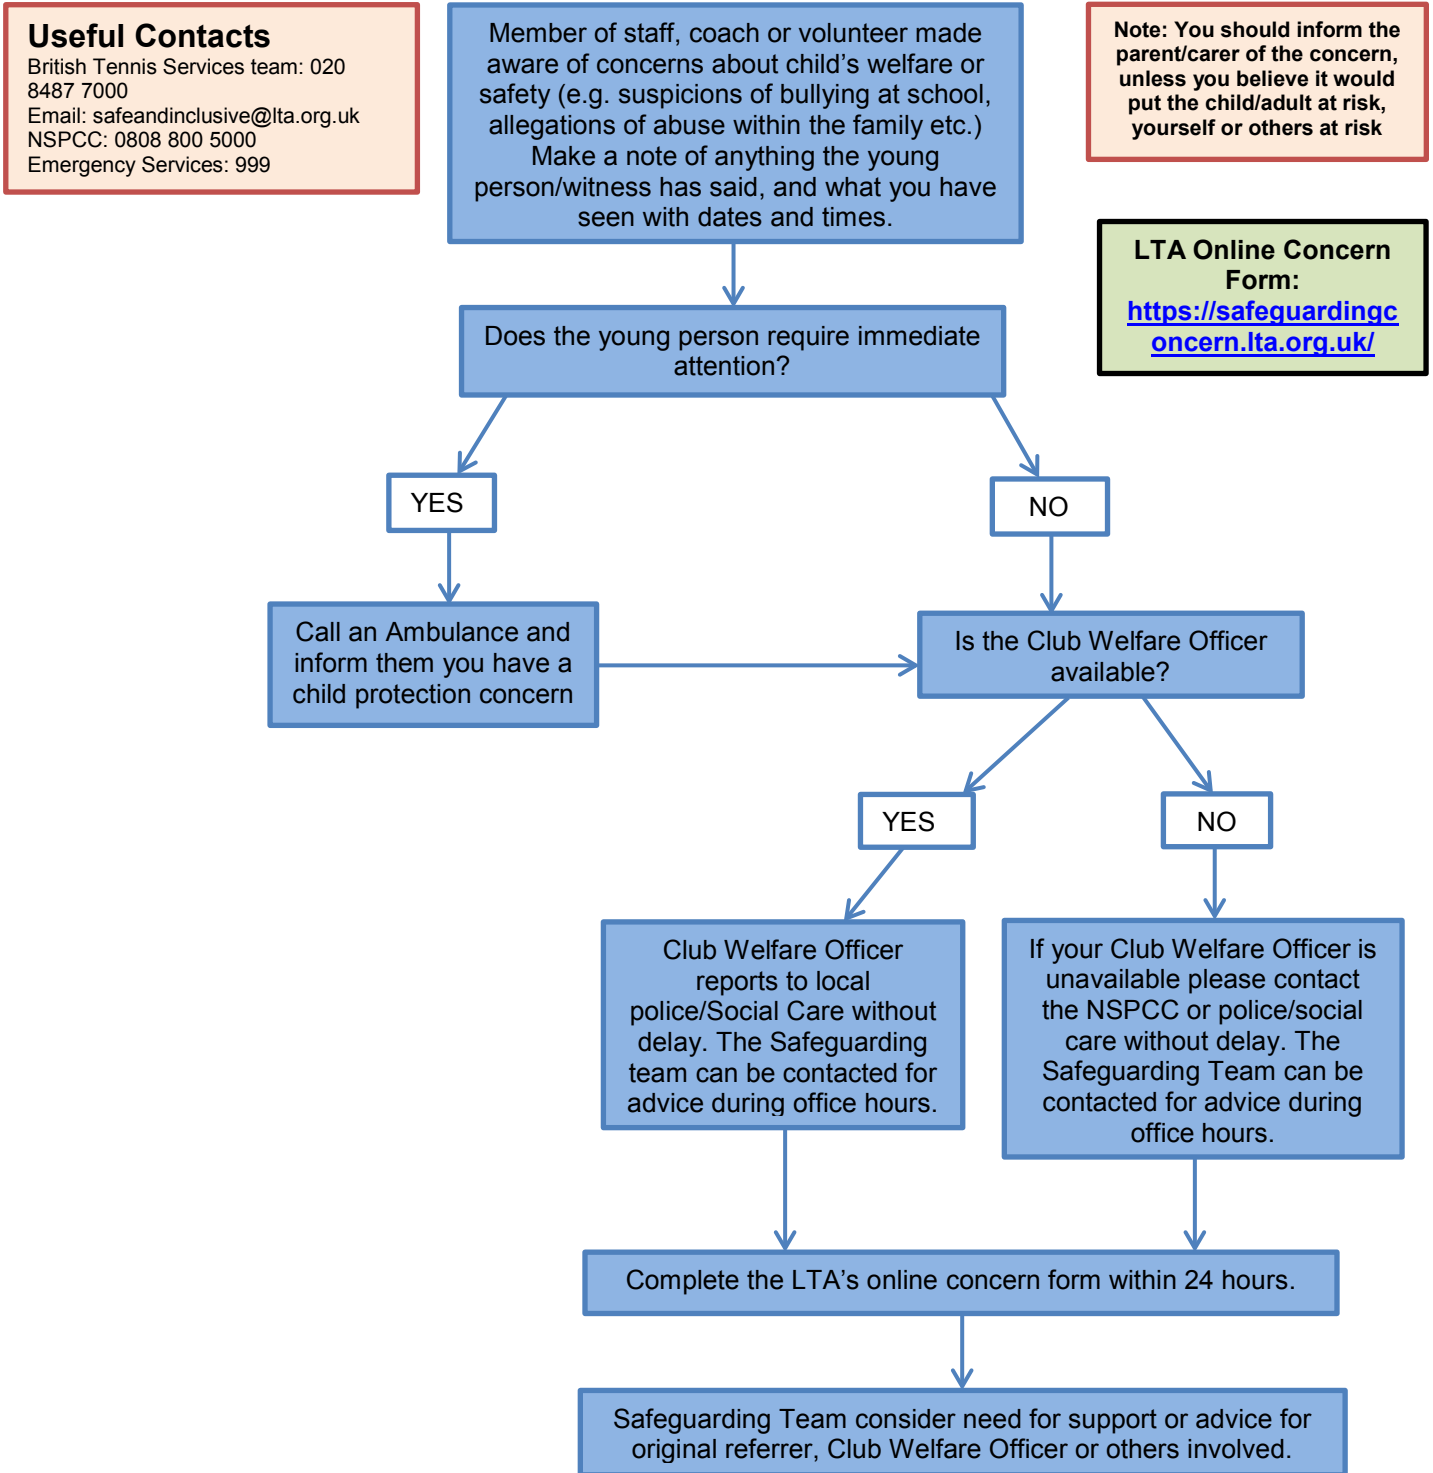 Useful Contacts
British Tennis Services team: 020
8487 7000
Email: safeandinclusive@lta.org.uk
NSPCC: 0808 800 5000
Emergency Services: 999
Member of staff, coach or volunteer made
aware of concerns about child’s welfare or
safety (e.g. suspicions of bullying at school,
allegations of abuse within the family etc.)
Make a note of anything the young
person/witness has said, and what you have
seen with dates and times.
Note: You should inform the
parent/carer of the concern,
unless you believe it would
put the child/adult at risk,
yourself or others at risk
LTA Online Concern
Form:
https://safeguardingc
oncern.lta.org.uk/
Does the young person require immediate
attention?
YES
NO
Call an Ambulance and
inform them you have a
child protection concern
Is the Club Welfare Officer
available?
YES
NO
Club Welfare Officer
reports to local
police/Social Care without
delay. The Safeguarding
team can be contacted for
advice during office hours.
If your Club Welfare Officer is
unavailable please contact
the NSPCC or police/social
care without delay. The
Safeguarding Team can be
contacted for advice during
office hours.
Complete the LTA’s online concern form within 24 hours.
Safeguarding Team consider need for support or advice for
original referrer, Club Welfare Officer or others involved.